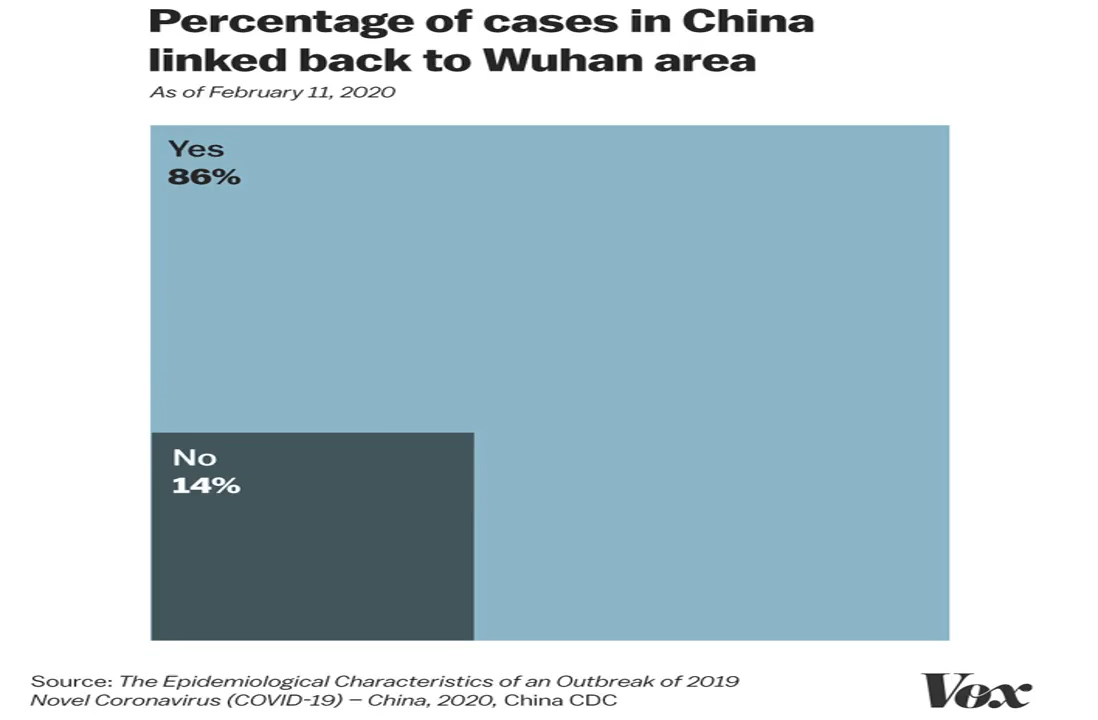 Percentage of cases in China
linked back to Wuhan area
As of February 11, 2020
Yes
86%
No
14%
Source: The Epidemiological Characteristics of an Outbreak of 2019
Novel Coronavirus (COVID-19) – China, 2020, China CDC
Vox